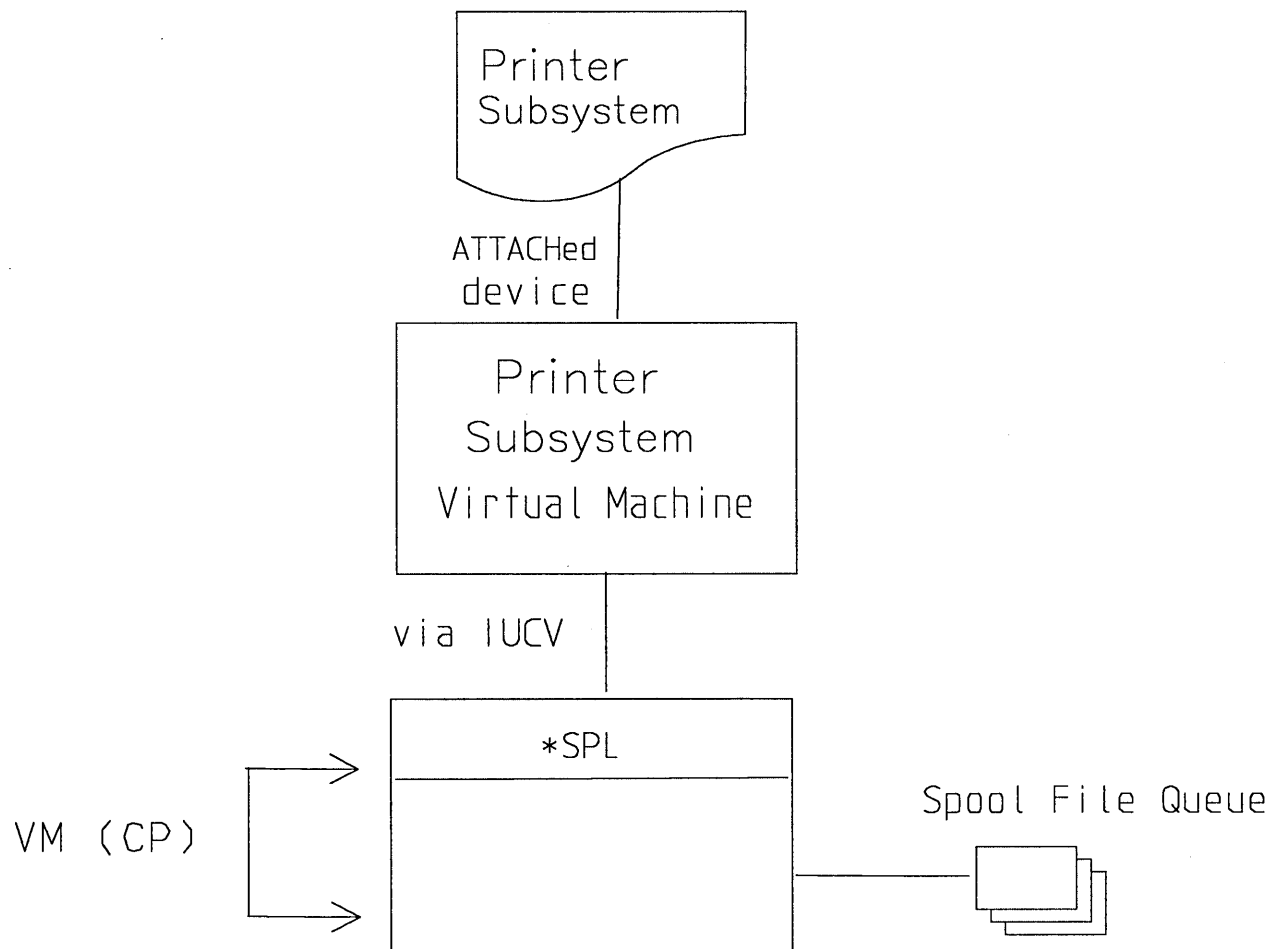 Printer
Subsystem
ATTACHed
device
Printer
Subsystem
Virtual Machine
via IUCV
*SPL
Spool File Queue
VM (CP)